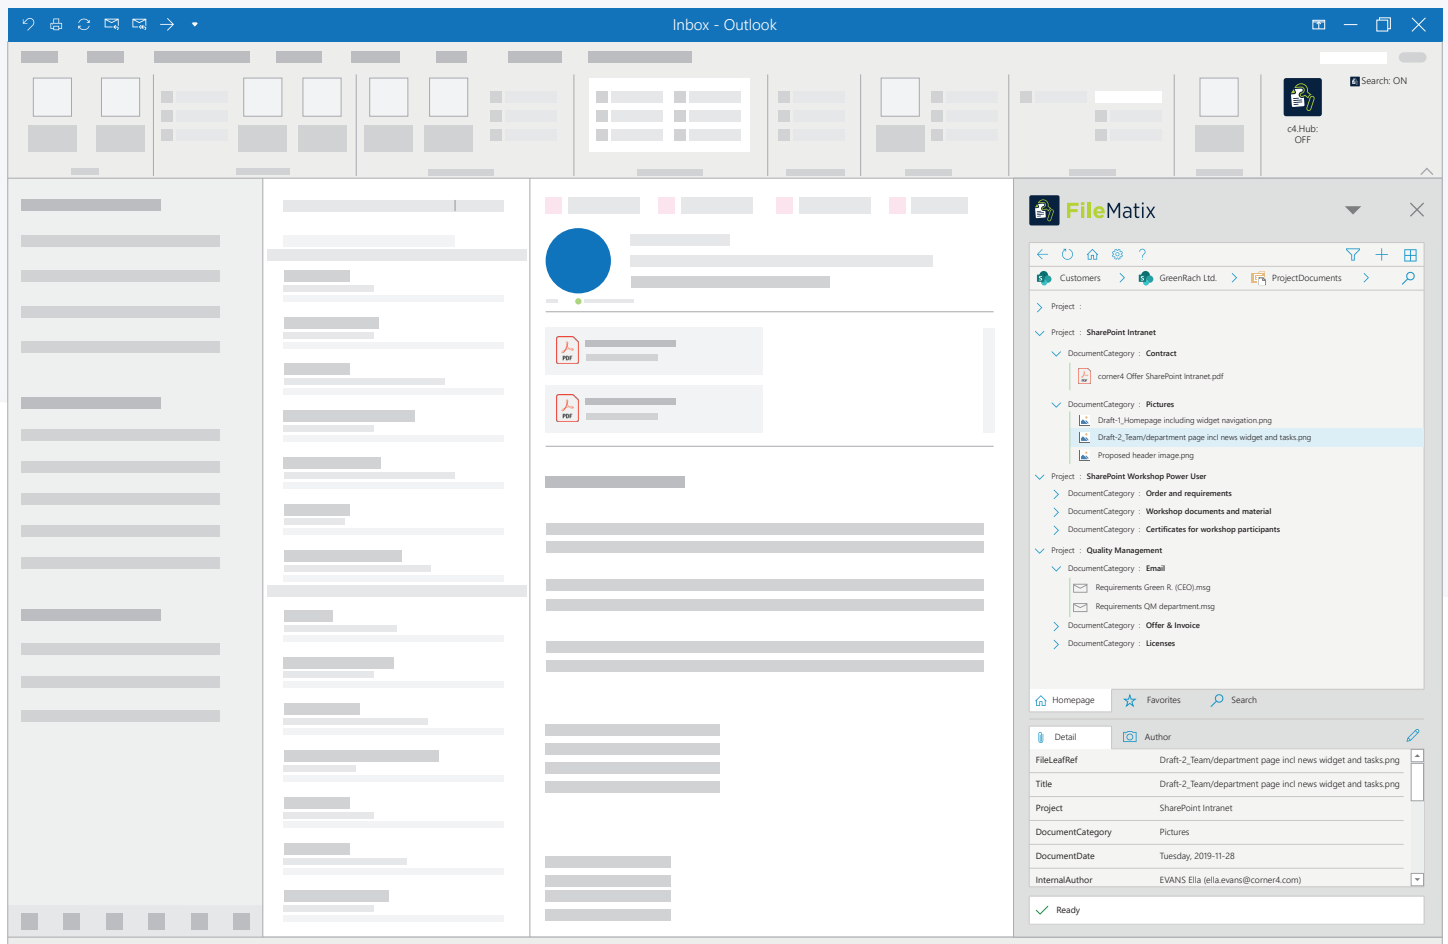 Inbox - Outlook
Search: ON
c4.Hub:
OFF
FileMatix
Customers
GreenRach Ltd.
ProjectDocuments
Project :
Project : SharePoint Intranet
DocumentCategory : Contract
PDF corner4 Offer SharePoint Intranet.pdf
DocumentCategory : Pictures
Draft-1_Homepage including widget navigation.png
Draft-2_Team/department page incl news widget and tasks.png
Proposed header image.png
Project : SharePoint Workshop Power User
DocumentCategory : Order and requirements
DocumentCategory : Workshop documents and material
DocumentCategory : Certificates for workshop participants
Project : Quality Management
DocumentCategory : Email
Requirements Green R. (CEO).msg
Requirements QM department.msg
DocumentCategory : Offer & Invoice
DocumentCategory : Licenses
PDF
PDF
Homepage
Favorites
Search
Detail
Author
FileLeafRef Draft-2_Team/department page incl news widget and tasks.png
Title Draft-2_Team/department page incl news widget and tasks.png
Project SharePoint Intranet
DocumentCategory Pictures
DocumentDate Tuesday, 2019-11-28
InternalAuthor EVANS Ella (ella.evans@corner4.com)
Ready